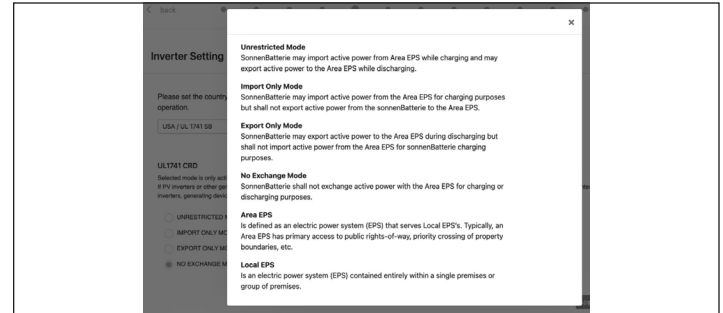 back
×
Inverter Setting
Please set the country
operation.
USA / UL 1741 SB
UL1741 CRD
Selected mode is only acti
If PV inverters or other gen
inverters, generating devic
UNRESTRICTED M
IMPORT ONLY MO
EXPORT ONLY MO
NO EXCHANGE M
Unrestricted Mode
SonnenBatterie may import active power from Area EPS while charging and may
export active power to the Area EPS while discharging.
Import Only Mode
SonnenBatterie may import active power from the Area EPS for charging purposes
but shall not export active power from the sonnenBatterie to the Area EPS.
Export Only Mode
SonnenBatterie may export active power to the Area EPS during discharging but
shall not import active power from the Area EPS for sonnenBatterie charging
purposes.
No Exchange Mode
SonnenBatterie shall not exchange active power with the Area EPS for charging or
discharging purposes.
Area EPS
Is defined as an electric power system (EPS) that serves Local EPS's. Typically, an
Area EPS has primary access to public rights-of-way, priority crossing of property
boundaries, etc.
Local EPS
Is an electric power system (EPS) contained entirely within a single premises or
group of premises.